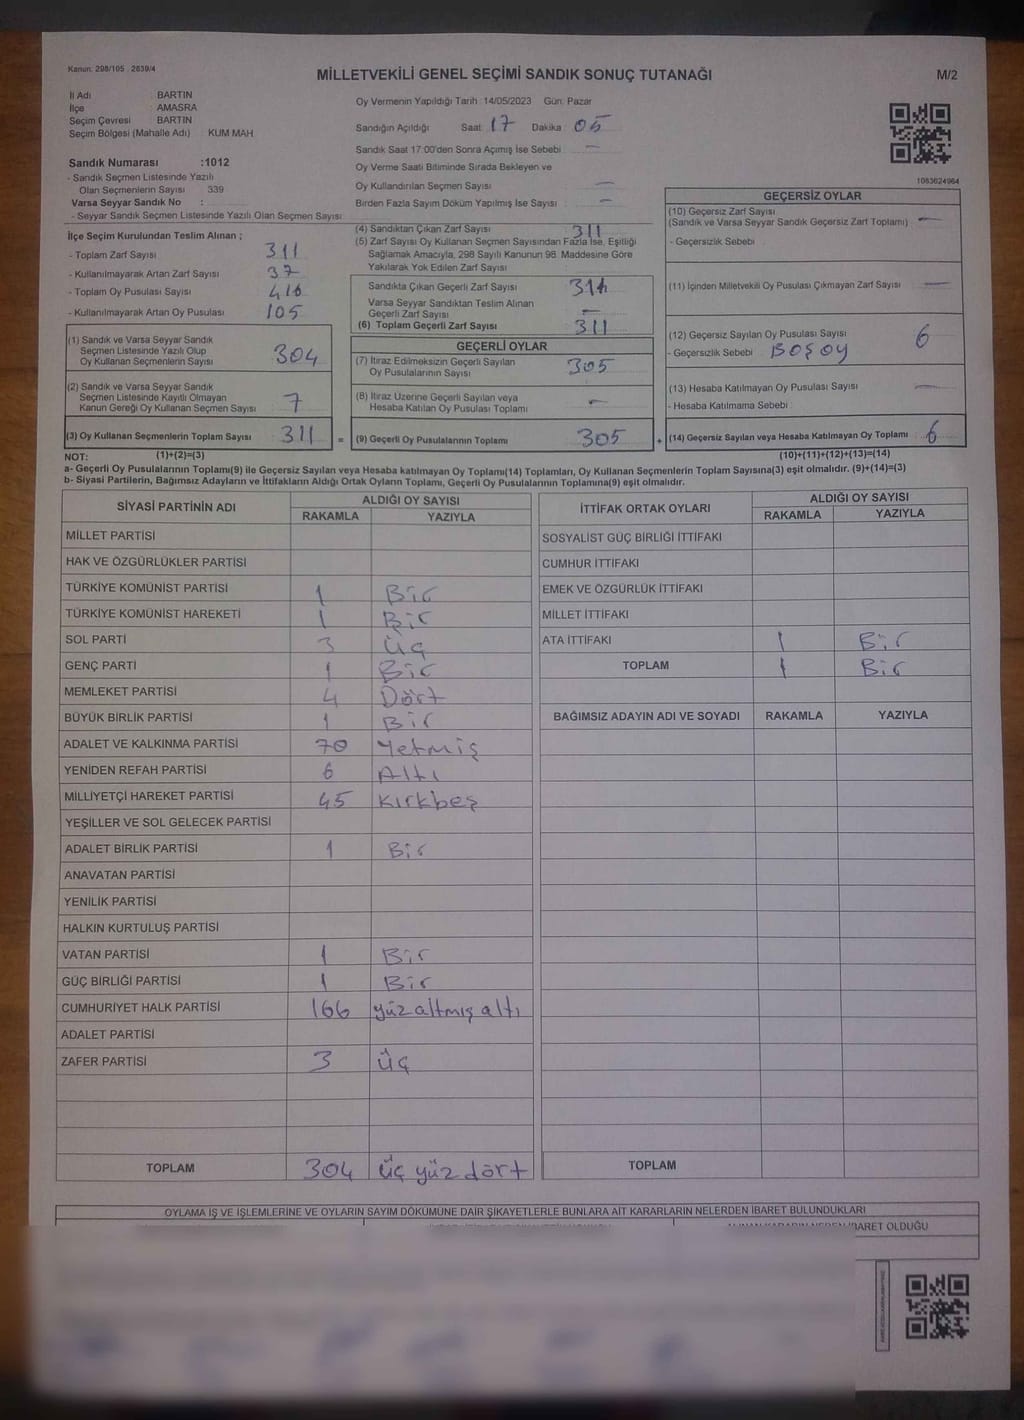 Kanun: 298/105 , 2839/4
MİLLETVEKİLİ GENEL SEÇİMİ SANDIK SONUÇ TUTANAĞI
M/2
İl Adı BARTIN
İlçe : AMASRA
Seçim Çevresi BARTIN
Seçim Bölgesi (Mahalle Adı) KUM MAH
Sandık Numarası :1012
- Sandık Seçmen Listesinde Yazılı
Olan Seçmenlerin Sayısı 339
Varsa Seyyar Sandık No :
- Seyyar Sandık Seçmen Listesinde Yazılı Olan Seçmen Sayısı
Oy Vermenin Yapıldığı Tarih : 14/05/2023 Gün: Pazar
Sandığın Açıldığı Saat 17 Dakika 05
Sandık Saat 17:00'den Sonra Açımış İse Sebebi —
Oy Verme Saati Bitiminde Sırada Bekleyen ve
Oy Kullandırılan Seçmen Sayısı —
Birden Fazla Sayım Döküm Yapılmış İse Sayısı : —
1083624964
İlçe Seçim Kurulundan Teslim Alınan ;
- Toplam Zarf Sayısı 311
- Kullanılmayarak Artan Zarf Sayısı 37
- Toplam Oy Pusulası Sayısı 416
- Kullanılmayarak Artan Oy Pusulası 105
(1) Sandık ve Varsa Seyyar Sandık
Seçmen Listesinde Yazılı Olup
Oy Kullanan Seçmenlerin Sayısı 304
(2) Sandık ve Varsa Seyyar Sandık
Seçmen Listesinde Kayıtlı Olmayan
Kanun Gereği Oy Kullanan Seçmen Sayısı 7
(3) Oy Kullanan Seçmenlerin Toplam Sayısı 311 =
(4) Sandıktan Çıkan Zarf Sayısı : 311
(5) Zarf Sayısı Oy Kullanan Seçmen Sayısından Fazla İse, Eşitliği
Sağlamak Amacıyla, 298 Sayılı Kanunun 98. Maddesine Göre
Yakılarak Yok Edilen Zarf Sayısı :
Sandıkta Çıkan Geçerli Zarf Sayısı 311
Varsa Seyyar Sandıktan Teslim Alınan
Geçerli Zarf Sayısı —
(6) Toplam Geçerli Zarf Sayısı 311
GEÇERLİ OYLAR
(7) İtiraz Edilmeksizin Geçerli Sayılan
Oy Pusulalarının Sayısı 305
(8) İtiraz Üzerine Geçerli Sayılan veya
Hesaba Katılan Oy Pusulası Toplamı —
(9) Geçerli Oy Pusulalarının Toplamı 305 +
GEÇERSİZ OYLAR
(10) Geçersiz Zarf Sayısı
(Sandık ve Varsa Seyyar Sandık Geçersiz Zarf Toplamı) —
- Geçersizlik Sebebi
(11) İçinden Milletvekili Oy Pusulası Çıkmayan Zarf Sayısı —
(12) Geçersiz Sayılan Oy Pusulası Sayısı 6
- Geçersizlik Sebebi BOŞ OY
(13) Hesaba Katılmayan Oy Pusulası Sayısı —
- Hesaba Katılmama Sebebi :
(14) Geçersiz Sayılan veya Hesaba Katılmayan Oy Toplamı : 6
NOT: (1)+(2)=(3) (10)+(11)+(12)+(13)=(14)
a- Geçerli Oy Pusulalarının Toplamı(9) ile Geçersiz Sayılan veya Hesaba katılmayan Oy Toplamı(14) Toplamları, Oy Kullanan Seçmenlerin Toplam Sayısına(3) eşit olmalıdır. (9)+(14)=(3)
b- Siyasi Partilerin, Bağımsız Adayların ve İttifakların Aldığı Ortak Oyların Toplamı, Geçerli Oy Pusulalarının Toplamına(9) eşit olmalıdır.
SİYASİ PARTİNİN ADI ALDIĞI OY SAYISI
RAKAMLA YAZIYLA
MİLLET PARTİSİ
HAK VE ÖZGÜRLÜKLER PARTİSİ
TÜRKİYE KOMÜNİST PARTİSİ 1 Bir
TÜRKİYE KOMÜNİST HAREKETİ 1 Bir
SOL PARTİ 3 üç
GENÇ PARTİ 1 Bir
MEMLEKET PARTİSİ 4 Dört
BÜYÜK BİRLİK PARTİSİ 1 Bir
ADALET VE KALKINMA PARTİSİ 70 Yetmiş
YENİDEN REFAH PARTİSİ 6 Altı
MİLLİYETÇİ HAREKET PARTİSİ 45 Kırkbeş
YEŞİLLER VE SOL GELECEK PARTİSİ
ADALET BİRLİK PARTİSİ 1 Bir
ANAVATAN PARTİSİ
YENİLİK PARTİSİ
HALKIN KURTULUŞ PARTİSİ
VATAN PARTİSİ 1 Bir
GÜÇ BİRLİĞİ PARTİSİ 1 Bir
CUMHURİYET HALK PARTİSİ 166 yüz altmış altı
ADALET PARTİSİ
ZAFER PARTİSİ 3 üç
TOPLAM 304 üç yüz dört
İTTİFAK ORTAK OYLARI ALDIĞI OY SAYISI
RAKAMLA YAZIYLA
SOSYALİST GÜÇ BİRLİĞİ İTTİFAKI
CUMHUR İTTİFAKI
EMEK VE ÖZGÜRLÜK İTTİFAKI
MİLLET İTTİFAKI
ATA İTTİFAKI 1 Bir
TOPLAM 1 Bir
BAĞIMSIZ ADAYIN ADI VE SOYADI RAKAMLA YAZIYLA
TOPLAM
OYLAMA İŞ VE İŞLEMLERİNE VE OYLARIN SAYIM DÖKÜMÜNE DAİR ŞİKAYETLERLE BUNLARA AİT KARARLARIN NELERDEN İBARET BULUNDUKLARI
OLDUĞU